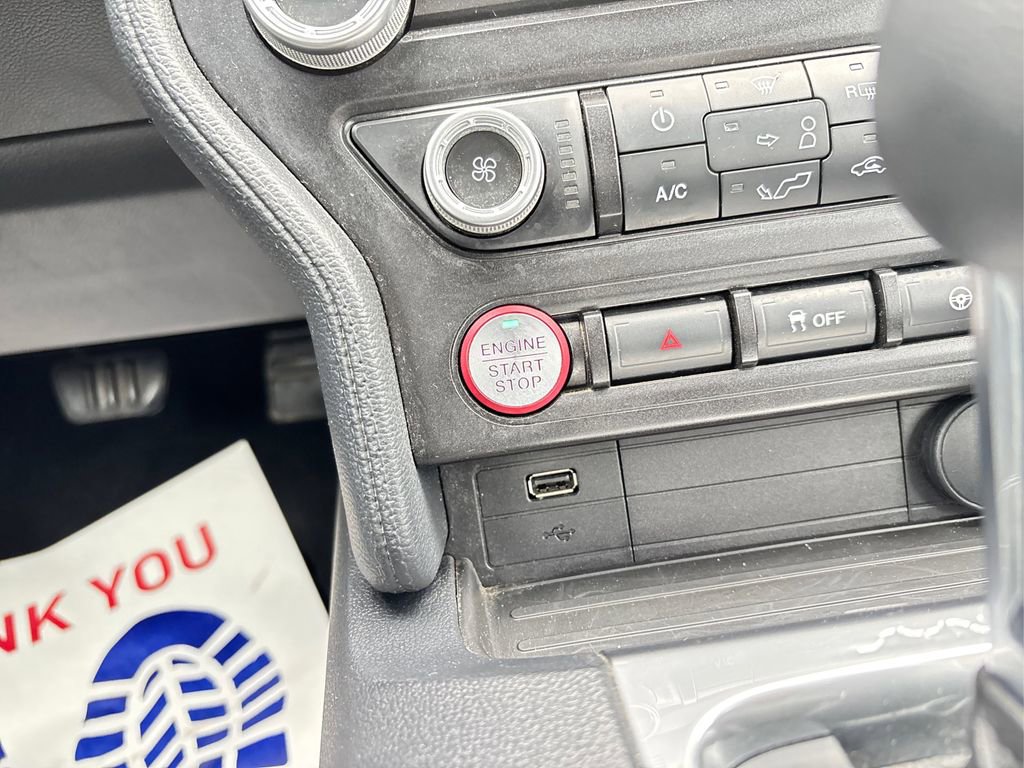 R
A/C
OFF
ENGINE
START
STOP
NK YOU